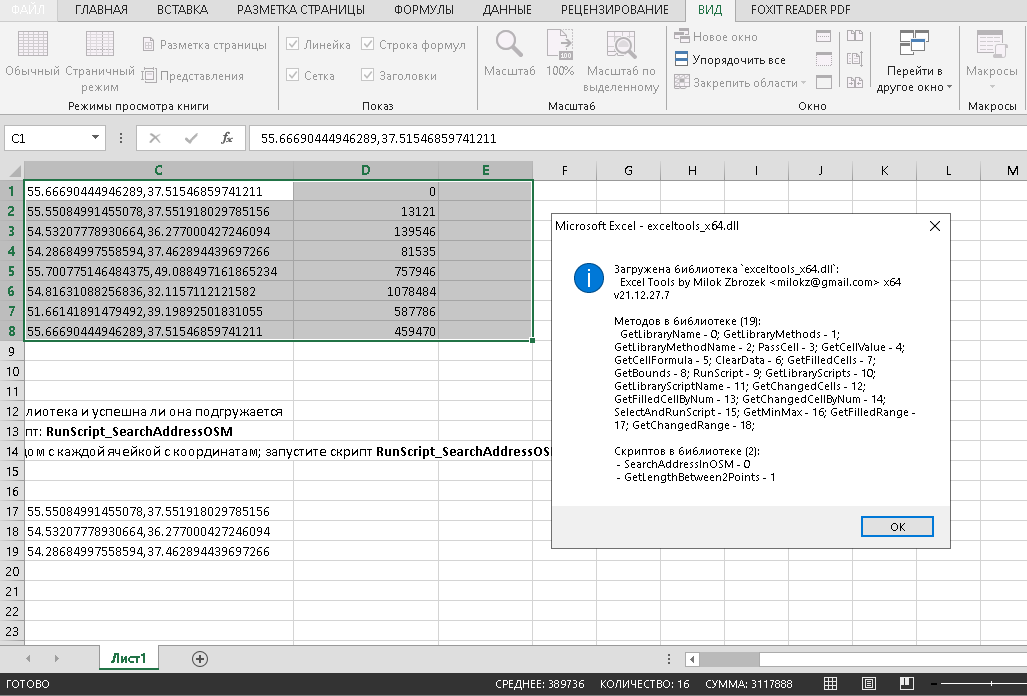 ФАЙЛ ГЛАВНАЯ ВСТАВКА РАЗМЕТКА СТРАНИЦЫ ФОРМУЛЫ ДАННЫЕ РЕЦЕНЗИРОВАНИЕ ВИД FOXIT READER PDF
Обычный
Страничный режим
Разметка страницы
Представления
Режимы просмотра книги
Линейка
Строка формул
Сетка
Заголовки
Показ
Масштаб
100
100%
Масштаб по выделенному
Масштаб
Новое окно
Упорядочить все
Закрепить области
Перейти в другое окно
Окно
Макросы
Макросы
C1
fx
55.66690444946289,37.51546859741211
C D E F G H I J K L M
1 55.66690444946289,37.51546859741211 0
2 55.55084991455078,37.551918029785156 13121
3 54.53207778930664,36.277000427246094 139546
4 54.28684997558594,37.462894439697266 81535
5 55.700775146484375,49.088497161865234 757946
6 54.81631088256836,32.1157112121582 1078484
7 51.66141891479492,39.19892501831055 587786
8 55.66690444946289,37.51546859741211 459470
9
10
11
12 лиотека и успешна ли она подгружается
13 пт: RunScript_SearchAddressOSM
14 ом с каждой ячейкой с координатам; запустите скрипт RunScript_SearchAddressOS
15
16
17 55.55084991455078,37.551918029785156
18 54.53207778930664,36.277000427246094
19 54.28684997558594,37.462894439697266
20
21
22
23
Microsoft Excel - exceltools_x64.dll
Загружена библиотека `exceltools_x64.dll`:
Excel Tools by Milok Zbrozek <milokz@gmail.com> x64
v21.12.27.7
Методов в библиотеке (19):
GetLibraryName - 0; GetLibraryMethods - 1;
GetLibraryMethodName - 2; PassCell - 3; GetCellValue - 4;
GetCellFormula - 5; ClearData - 6; GetFilledCells - 7;
GetBounds - 8; RunScript - 9; GetLibraryScripts - 10;
GetLibraryScriptName - 11; GetChangedCells - 12;
GetFilledCellByNum - 13; GetChangedCellByNum - 14;
SelectAndRunScript - 15; GetMinMax - 16; GetFilledRange -
17; GetChangedRange - 18;
Скриптов в библиотеке (2):
- SearchAddressInOSM - 0
- GetLengthBetween2Points - 1
OK
Лист1
ГОТОВО СРЕДНЕЕ: 389736 КОЛИЧЕСТВО: 16 СУММА: 3117888